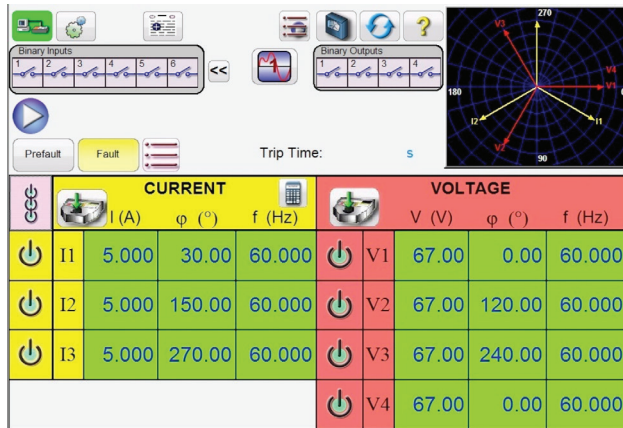 Binary Inputs
1 2 3 4 5 6
<<
Binary Outputs
1 2 3 4
270
V3
V4
V1
180
0
I2
I1
V2
90
Prefault
Fault
Trip Time:
s
CURRENT
I (A) φ (°) f (Hz)
VOLTAGE
V (V) φ (°) f (Hz)
I1 5.000 30.00 60.000 V1 67.00 0.00 60.000
I2 5.000 150.00 60.000 V2 67.00 120.00 60.000
I3 5.000 270.00 60.000 V3 67.00 240.00 60.000
V4 67.00 0.00 60.000